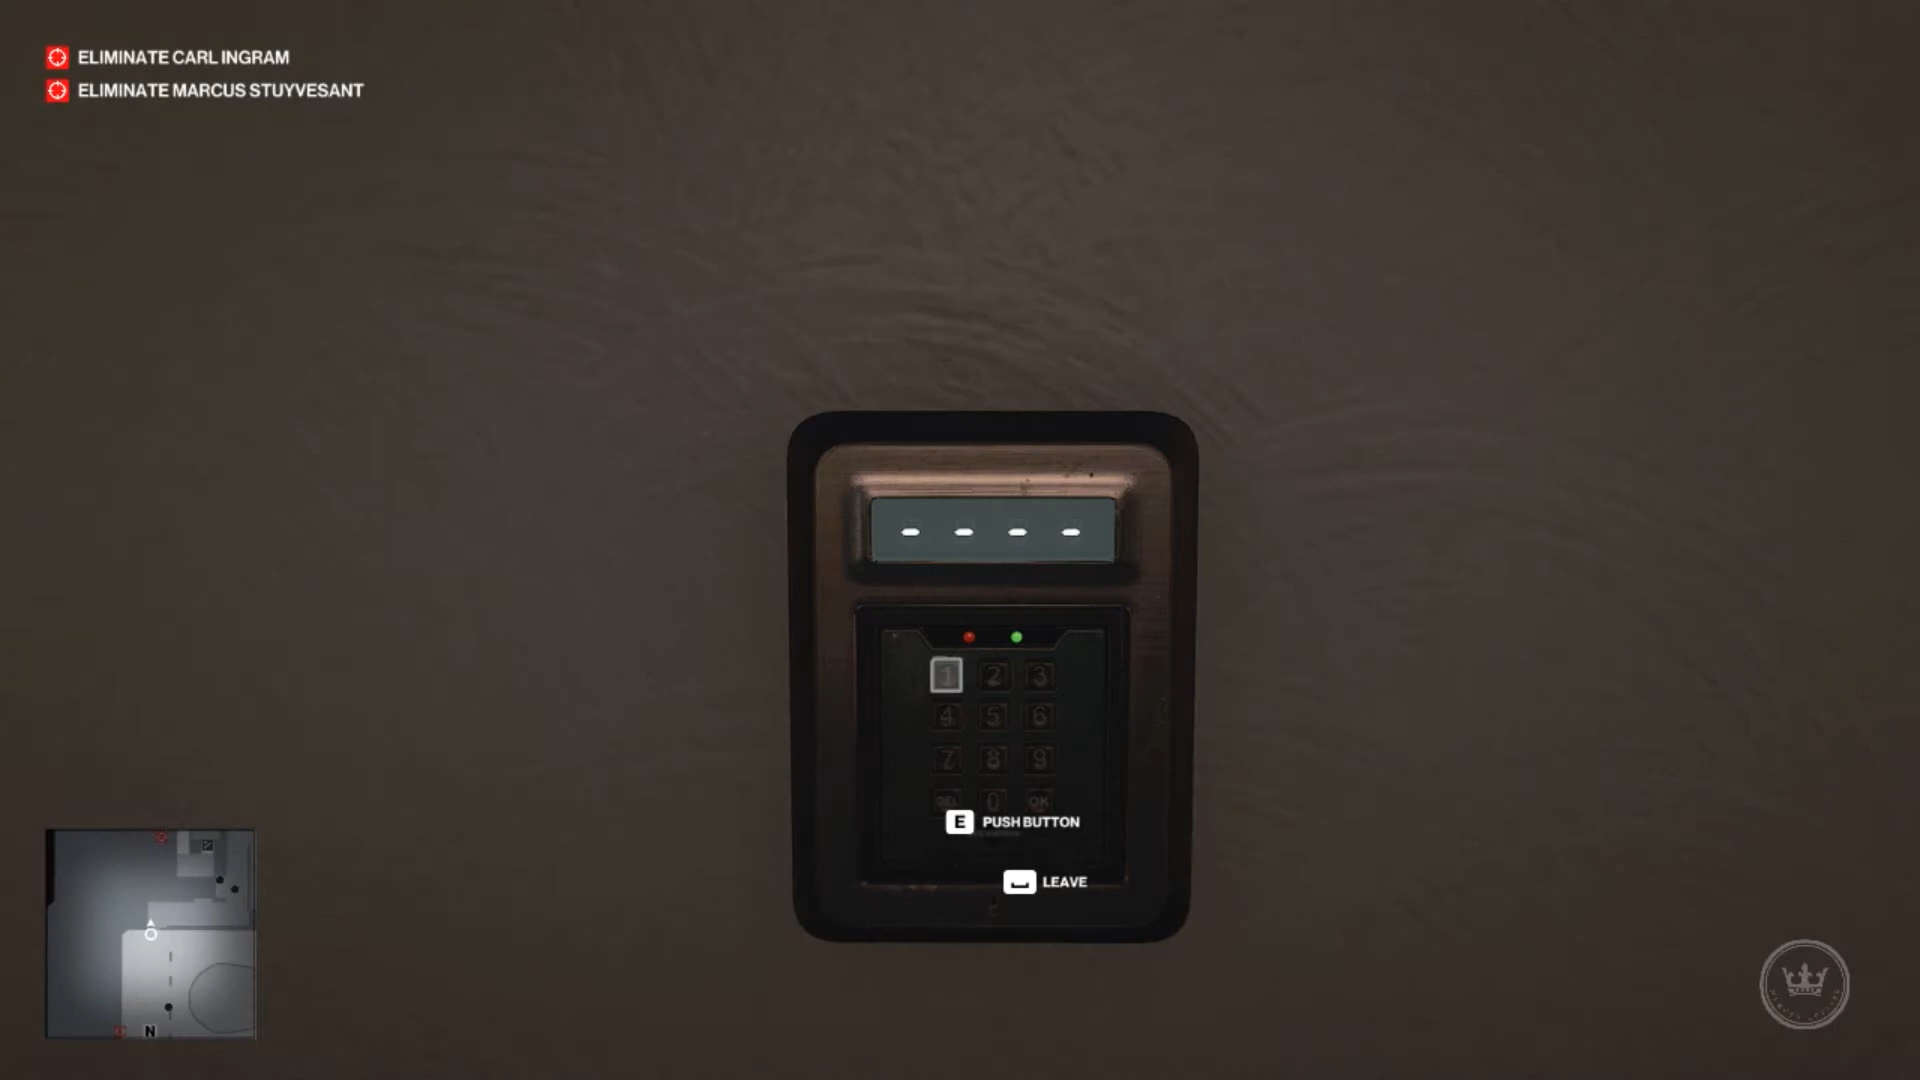 ELIMINATE CARL INGRAM
ELIMINATE MARCUS STUYVESANT
- - - -
1 2 3
4 5 6
7 8 9
DEL 0 OK
E PUSH BUTTON
LEAVE
N